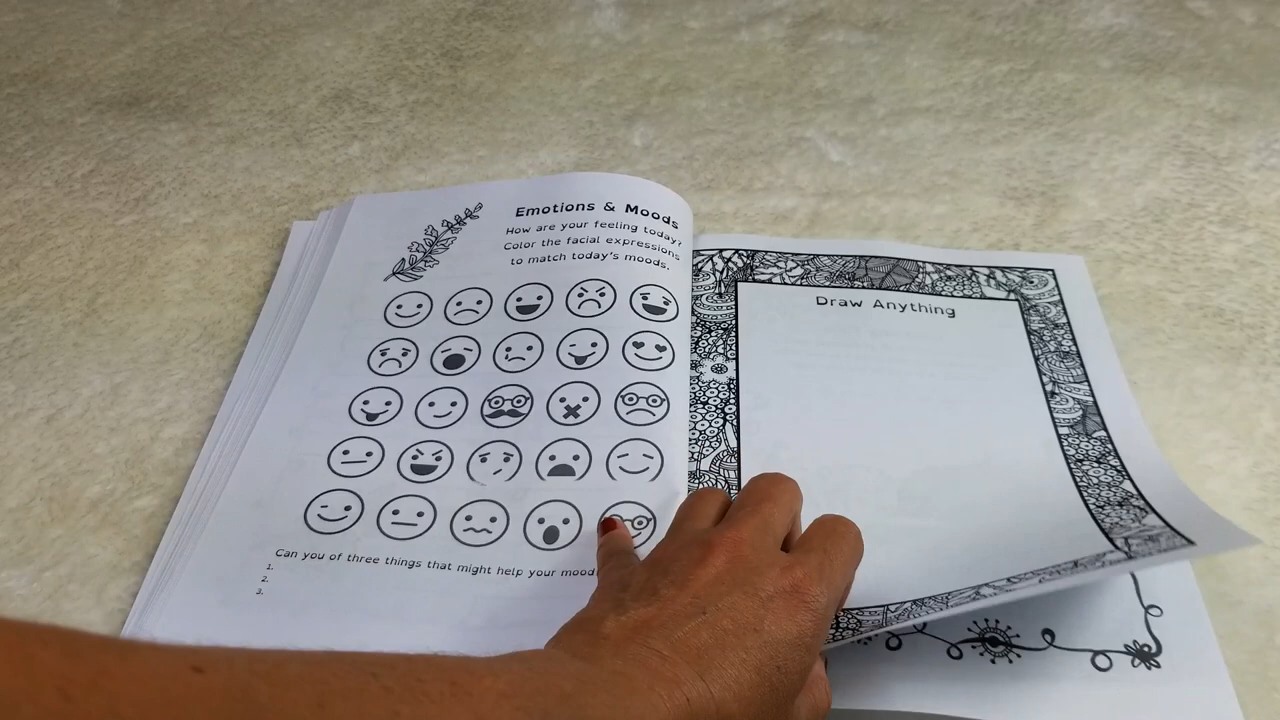 Emotions & Moods
How are your feeling today?
Color the facial expressions
to match today's moods.
Can you of three things that might help your mood
1.
2.
3.
Draw Anything